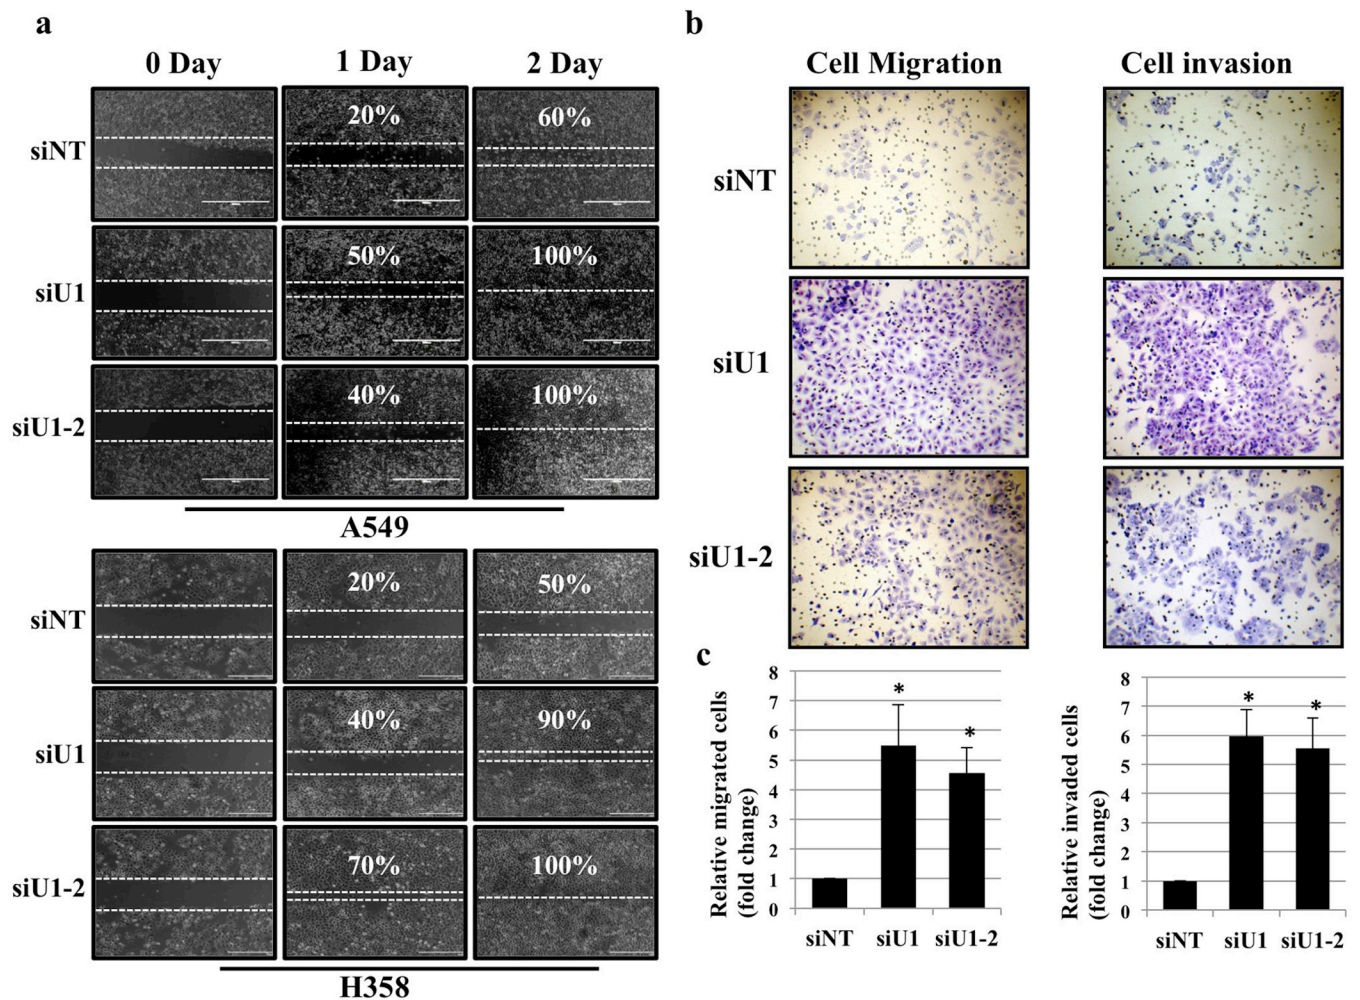 a
0 Day 1 Day 2 Day
siNT 20% 60%
siU1 50% 100%
siU1-2 40% 100%
A549
siNT 20% 50%
siU1 40% 90%
siU1-2 70% 100%
H358
b
Cell Migration Cell invasion
siNT
siU1
siU1-2
c
Relative migrated cells
(fold change)
8
7
6
5
4
3
2
1
0
* *
siNT siU1 siU1-2
Relative invaded cells
(fold change)
8
7
6
5
4
3
2
1
0
* *
siNT siU1 siU1-2